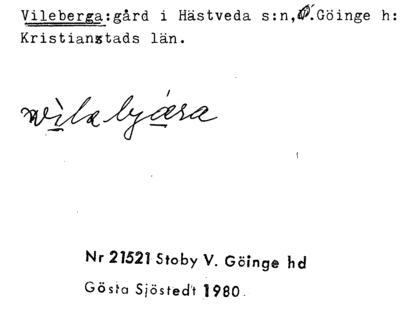 Vileberga:gård i Hästveda s:n,Ö.Göinge h:
Kristianstads län.
wilabjära
Nr 21521 Stoby V. Göinge hd
Gösta Sjöstedt 1980.